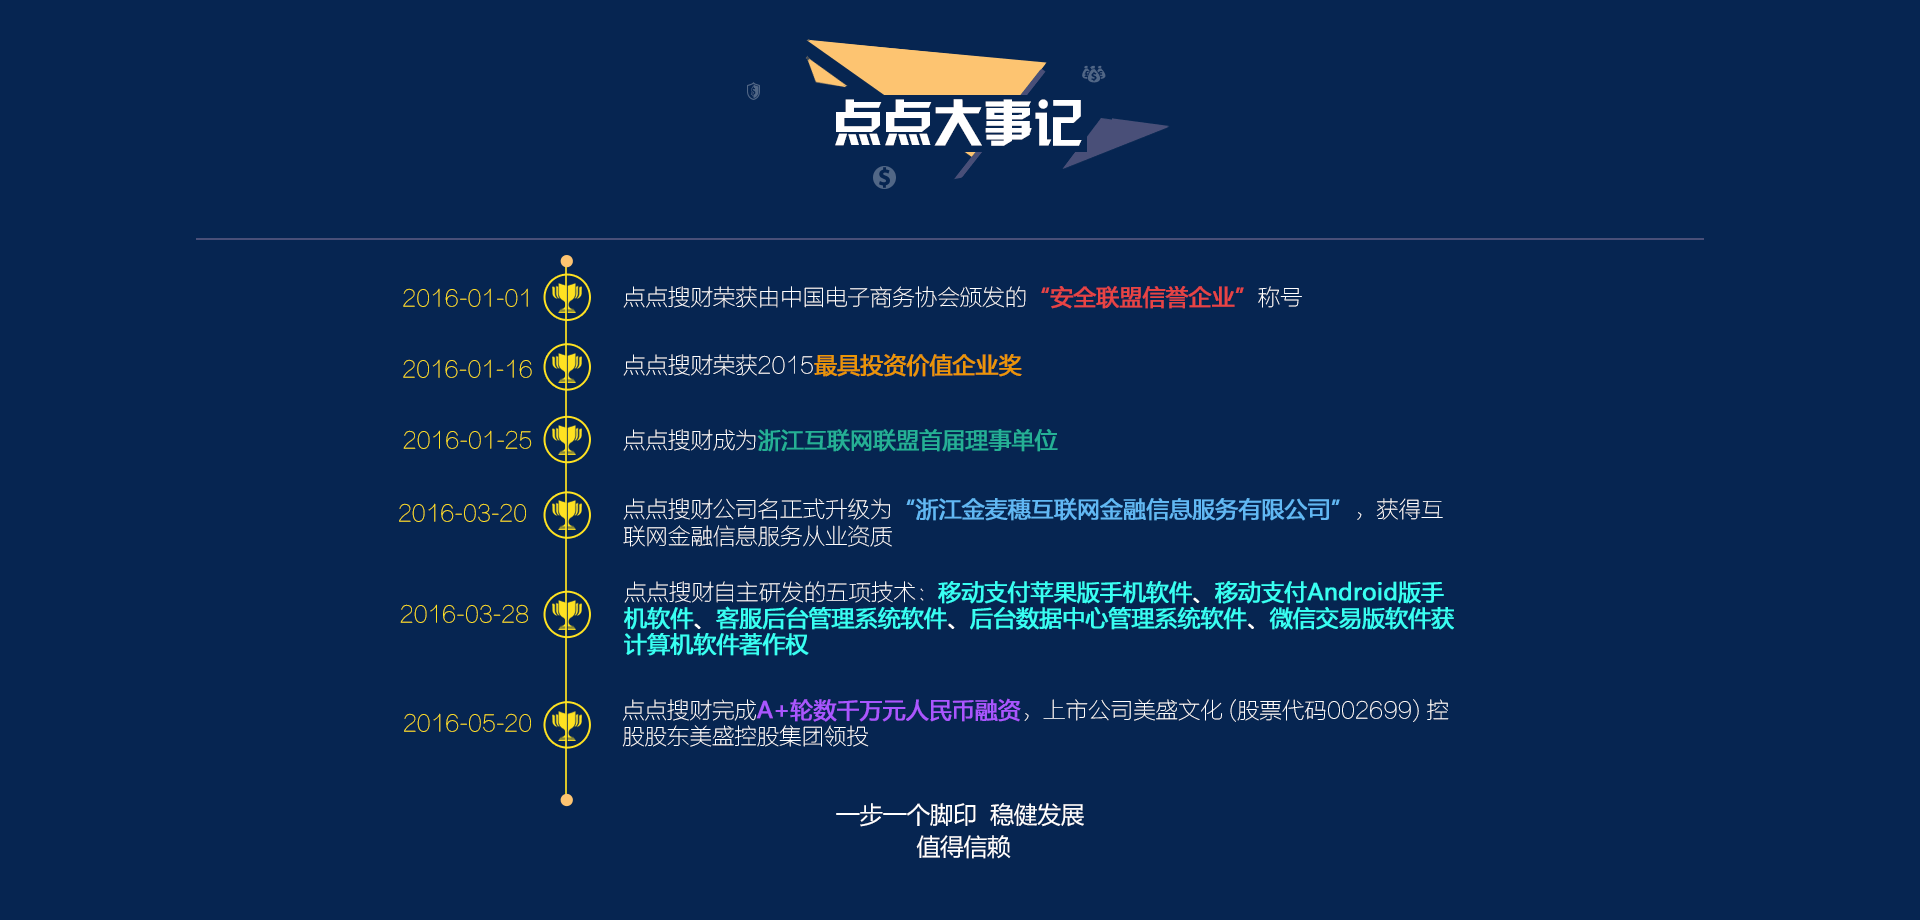 点点大事记
2016-01-01
点点搜财荣获由中国电子商务协会颁发的 “安全联盟信誉企业” 称号
2016-01-16
点点搜财荣获2015最具投资价值企业奖
2016-01-25
点点搜财成为浙江互联网联盟首届理事单位
2016-03-20
点点搜财公司名正式升级为 “浙江金麦穗互联网金融信息服务有限公司” ，获得互
联网金融信息服务从业资质
2016-03-28
点点搜财自主研发的五项技术：移动支付苹果版手机软件、移动支付Android版手
机软件、客服后台管理系统软件、后台数据中心管理系统软件、微信交易版软件获
计算机软件著作权
2016-05-20
点点搜财完成A+轮数千万元人民币融资，上市公司美盛文化 (股票代码002699) 控
股股东美盛控股集团领投
一步一个脚印 稳健发展
值得信赖